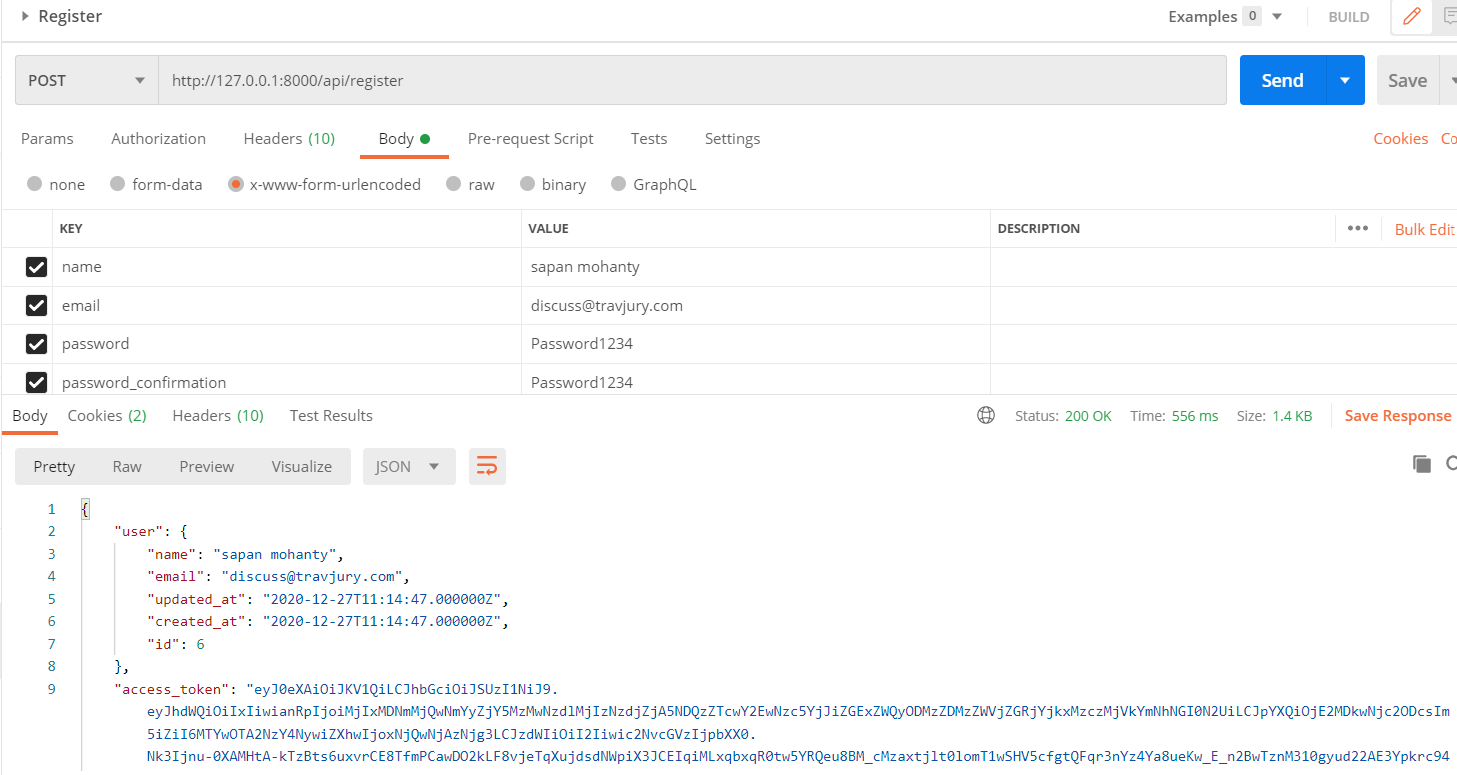 Register Examples 0 BUILD
POST http://127.0.0.1:8000/api/register Send Save
Params Authorization Headers (10) Body Pre-request Script Tests Settings Cookies Co
none form-data x-www-form-urlencoded raw binary GraphQL
KEY VALUE DESCRIPTION ••• Bulk Edit
name sapan mohanty
email discuss@travjury.com
password Password1234
password_confirmation Password1234
Body Cookies (2) Headers (10) Test Results Status: 200 OK Time: 556 ms Size: 1.4 KB Save Response
Pretty Raw Preview Visualize JSON
1 {
2 "user": {
3 "name": "sapan mohanty",
4 "email": "discuss@travjury.com",
5 "updated_at": "2020-12-27T11:14:47.000000Z",
6 "created_at": "2020-12-27T11:14:47.000000Z",
7 "id": 6
8 },
9 "access_token": "eyJ0eXAiOiJKV1QiLCJhbGciOiJSUzI1NiJ9.